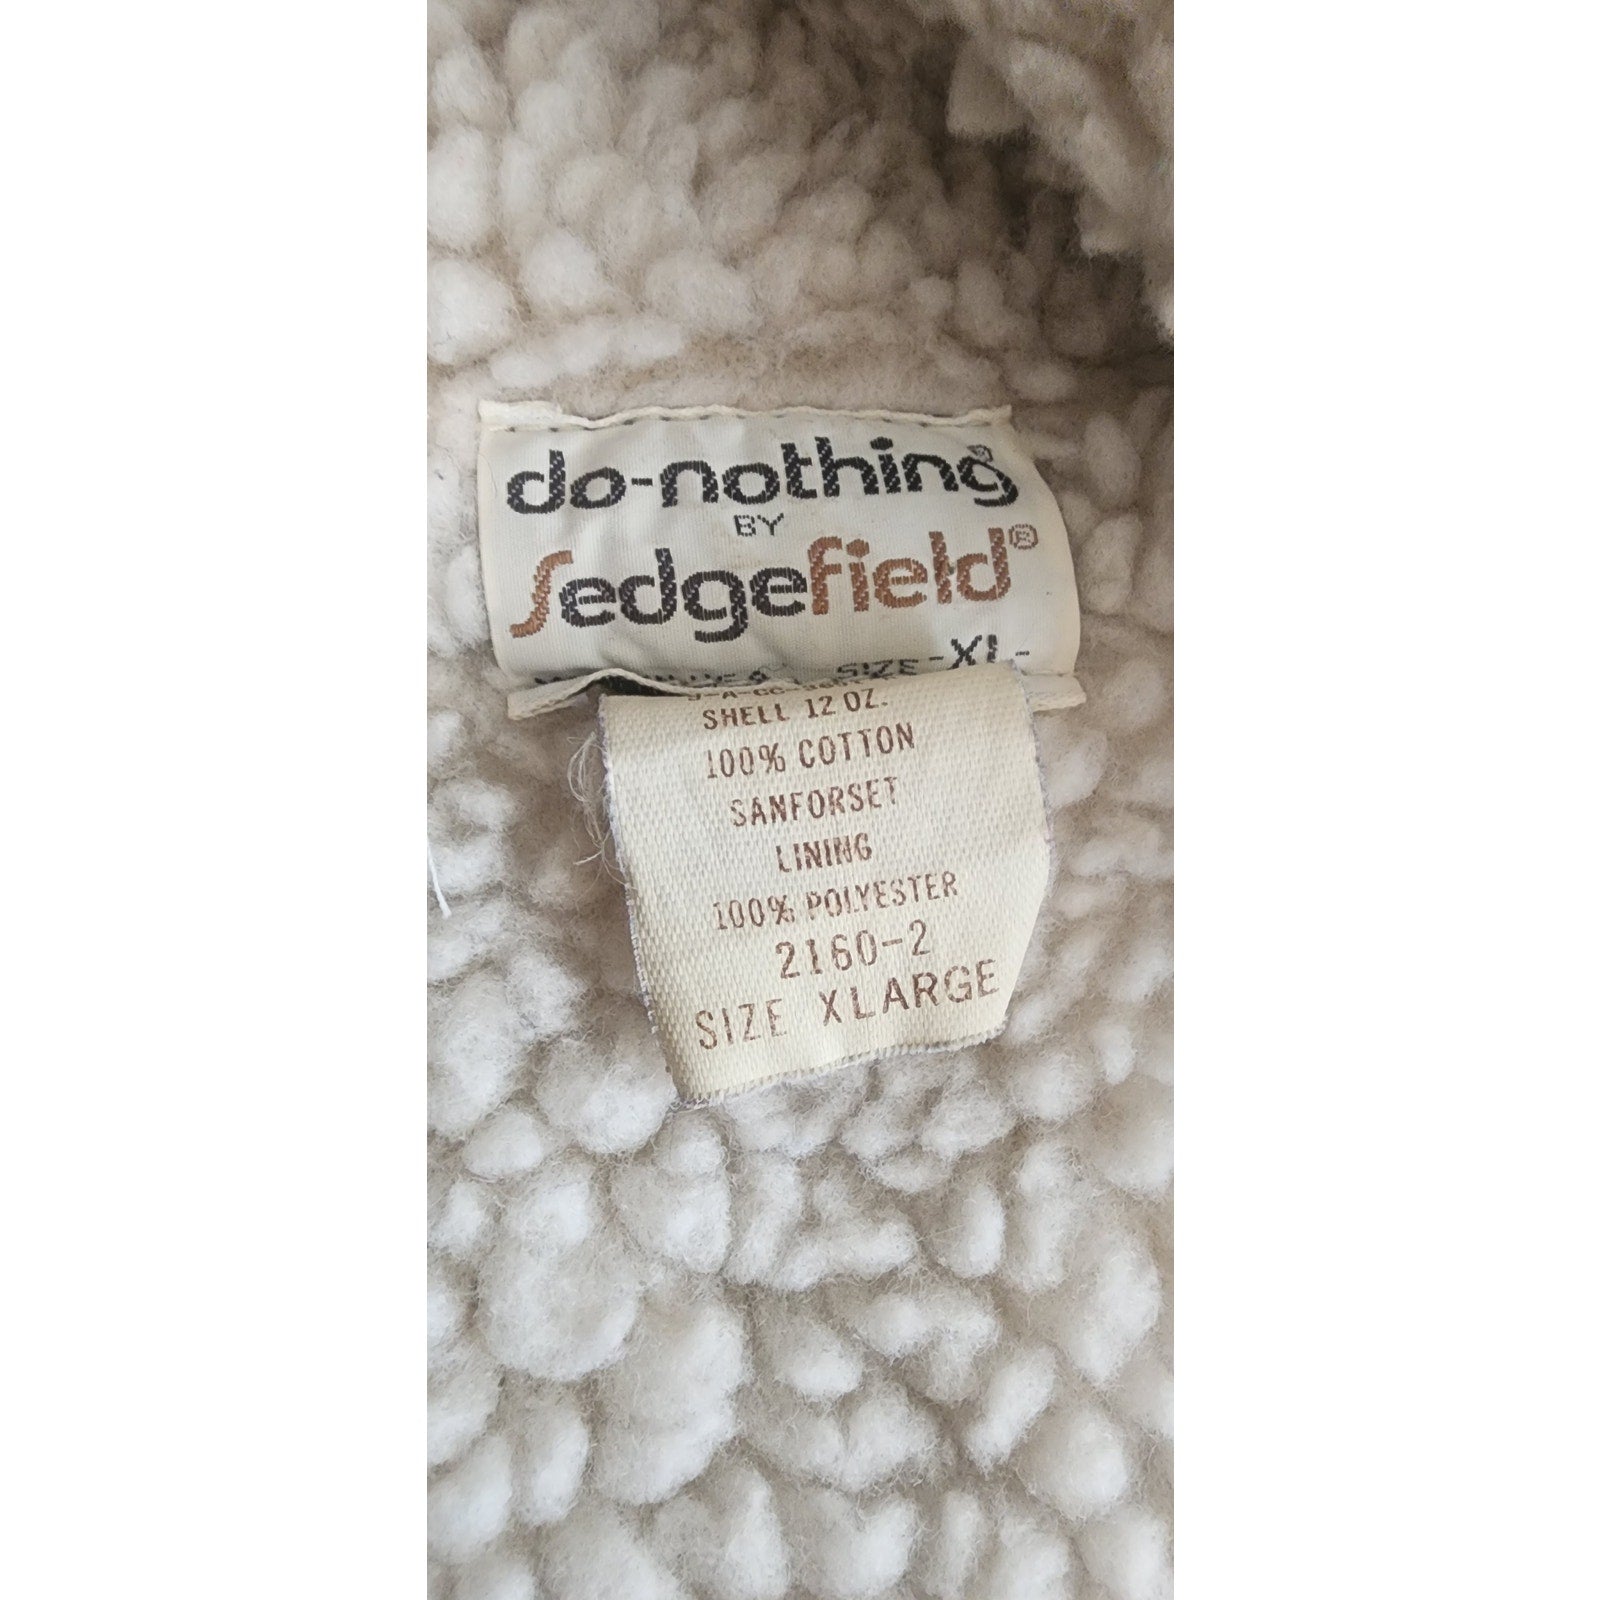 do-nothing®
BY
Sedgefield®
SIZE -XL-
SHELL 12 OZ.
100% COTTON
SANFORSET
LINING
100% POLYESTER
2160-2
SIZE XLARGE